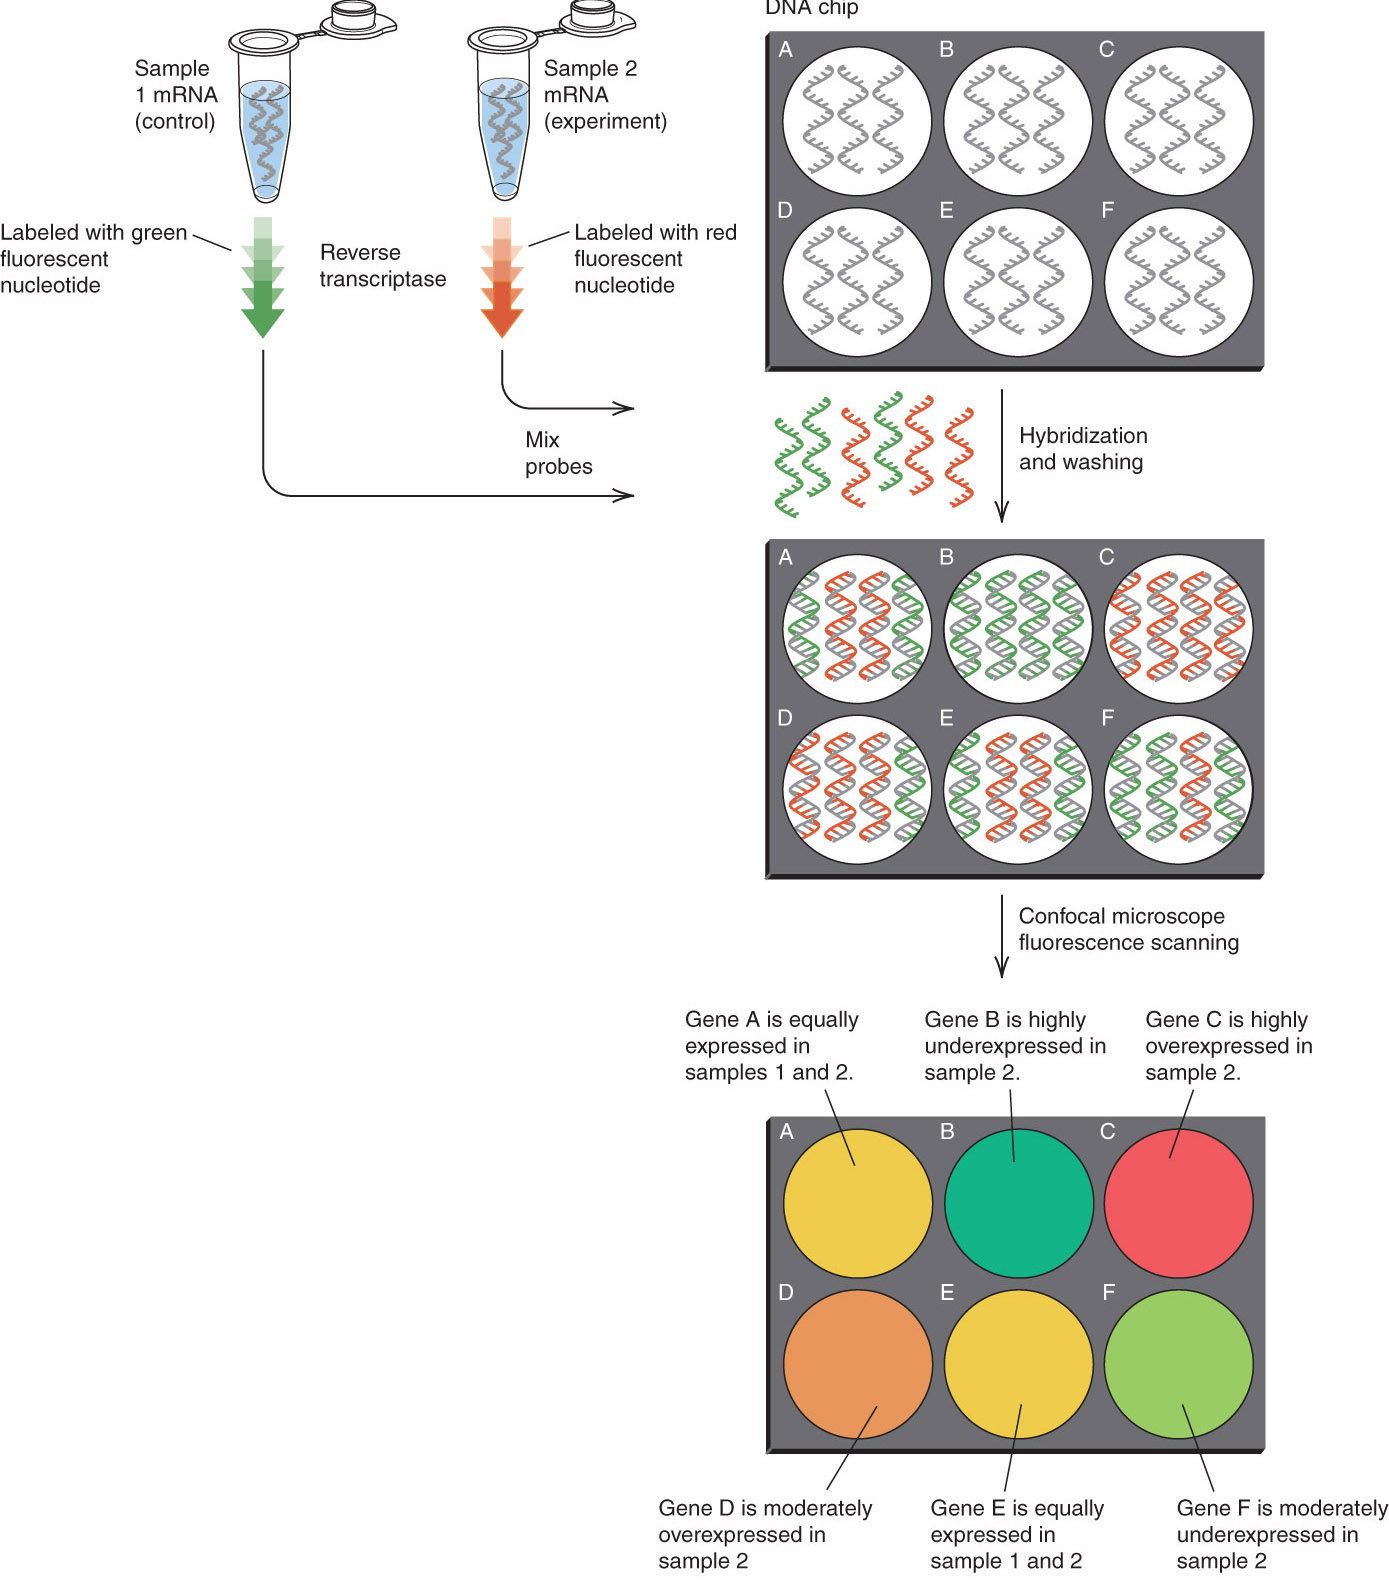 DNA chip
Sample
1 mRNA
(control)
Sample 2
mRNA
(experiment)
A
B
C
D
E
F
Labeled with green
fluorescent
nucleotide
Reverse
transcriptase
Labeled with red
fluorescent
nucleotide
Mix
probes
Hybridization
and washing
A
B
C
D
E
F
Confocal microscope
fluorescence scanning
Gene A is equally
expressed in
samples 1 and 2.
Gene B is highly
underexpressed in
sample 2.
Gene C is highly
overexpressed in
sample 2.
A
B
C
D
E
F
Gene D is moderately
overexpressed in
sample 2
Gene E is equally
expressed in
sample 1 and 2
Gene F is moderately
underexpressed in
sample 2